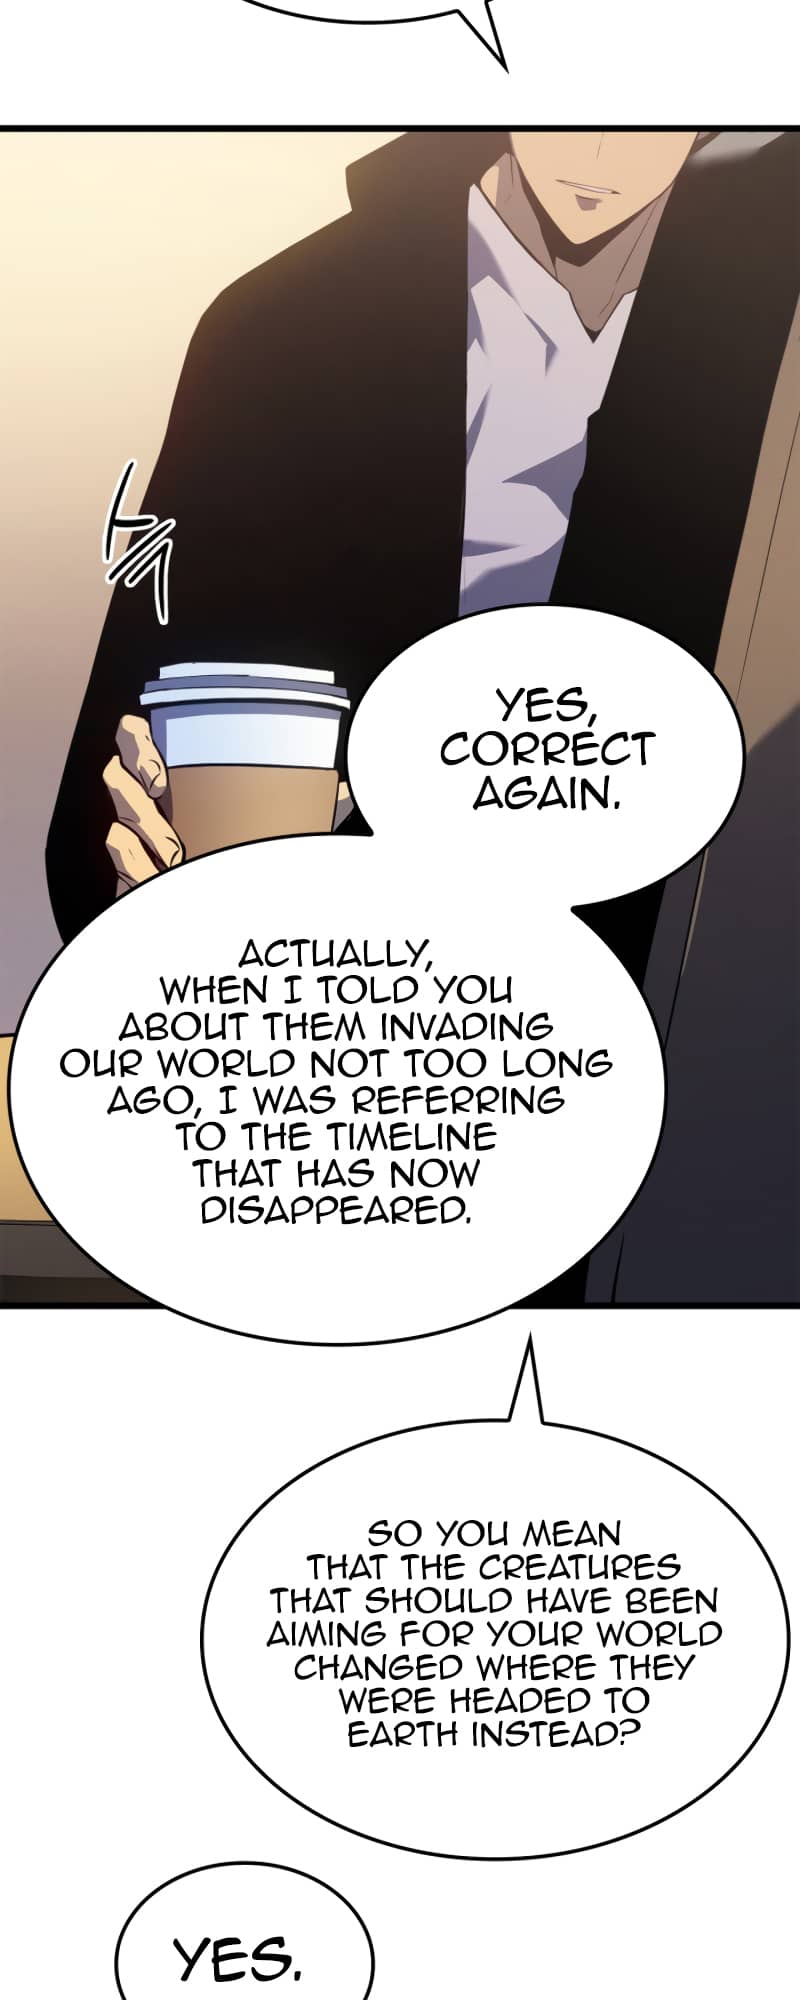 トク
YES,
CORRECT
AGAIN.
ACTUALLY,
WHEN I TOLD YOU
ABOUT THEM INVADING
OUR WORLD NOT TOO LONG
AGO, I WAS REFERRING
TO THE TIMELINE
THAT HAS NOW
DISAPPEARED.
SO YOU MEAN
THAT THE CREATURES
THAT SHOULD HAVE BEEN
AIMING FOR YOUR WORLD
CHANGED WHERE THEY
WERE HEADED TO
EARTH INSTEAD?
YES.